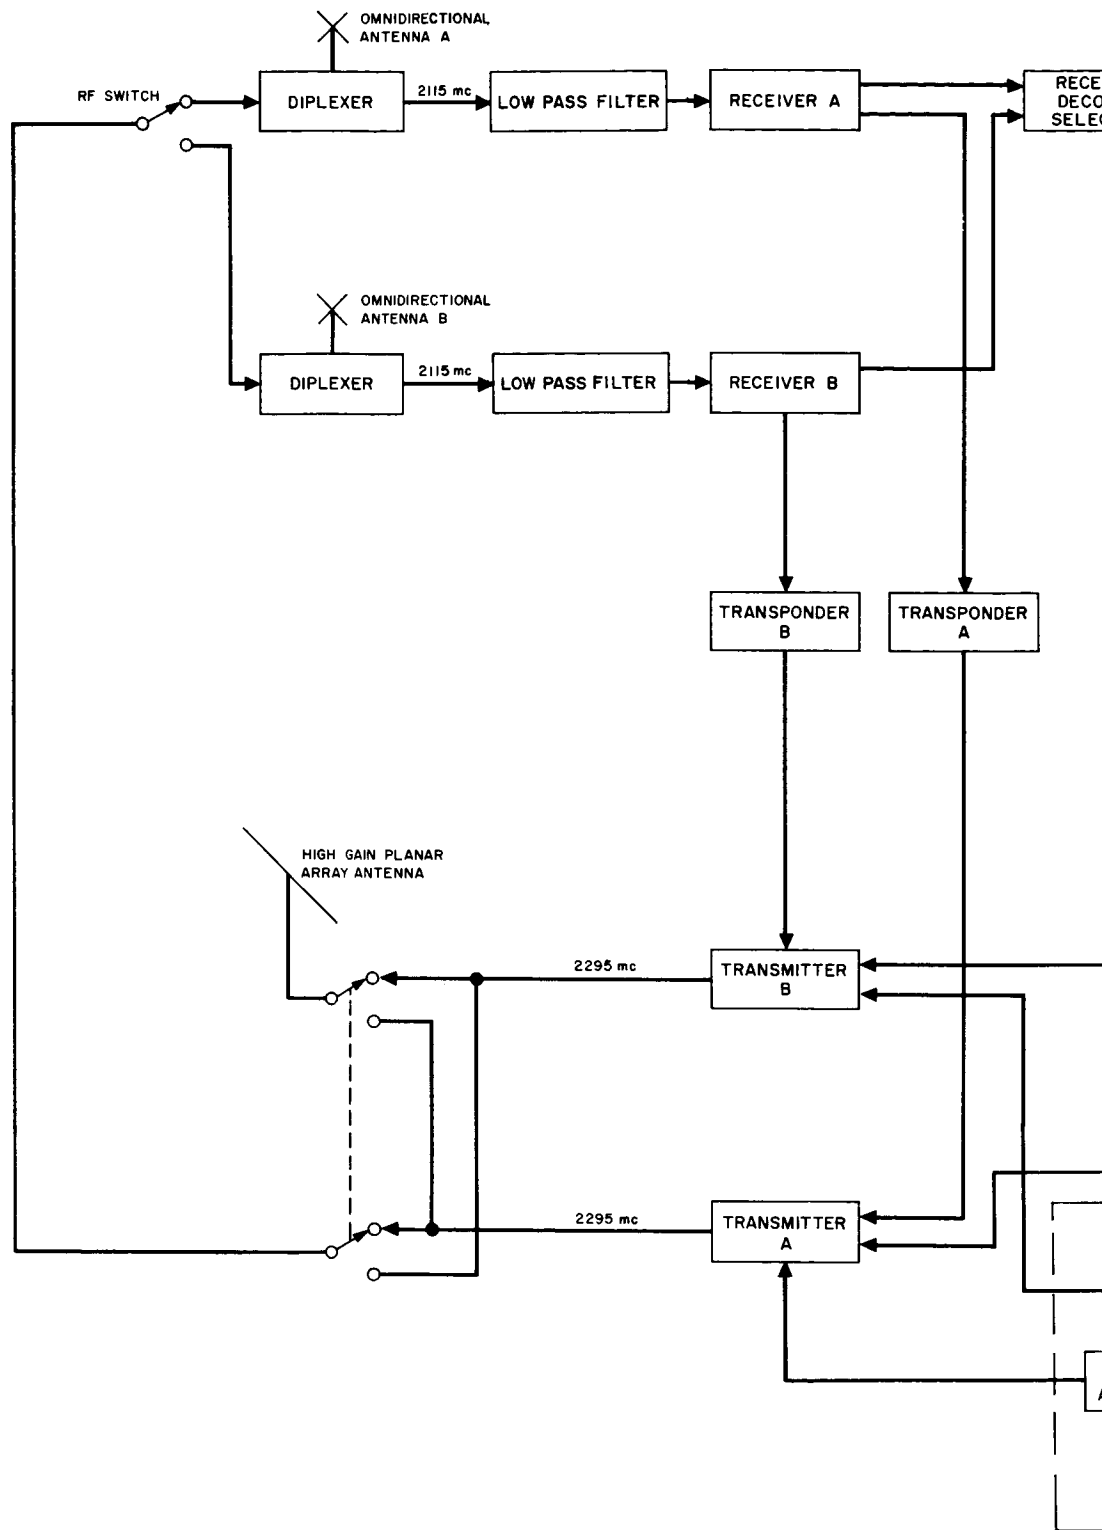 OMNIDIRECTIONAL
ANTENNA A
RF SWITCH
DIPLEXER
2115 mc
LOW PASS FILTER
RECEIVER A
OMNIDIRECTIONAL
ANTENNA B
DIPLEXER
2115 mc
LOW PASS FILTER
RECEIVER B
TRANSPONDER
B
TRANSPONDER
A
HIGH GAIN PLANAR
ARRAY ANTENNA
2295 mc
TRANSMITTER
B
2295 mc
TRANSMITTER
A